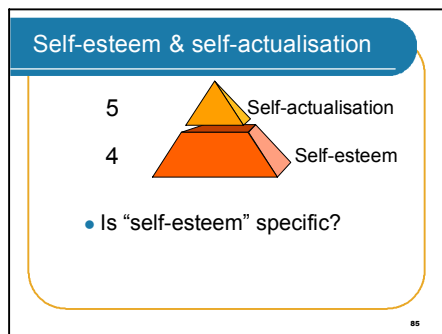 Self-esteem & self-actualisation
5 Self-actualisation
4 Self-esteem
● Is “self-esteem” specific?
85